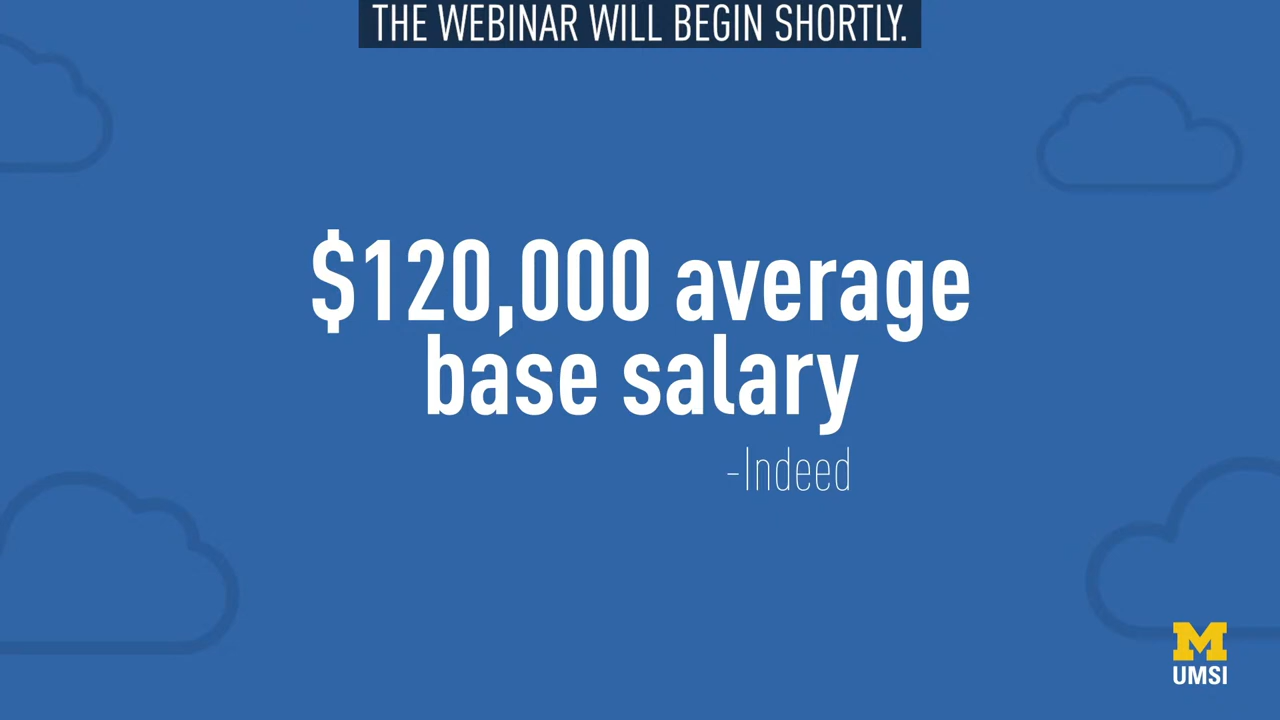 THE WEBINAR WILL BEGIN SHORTLY.
$120,000 average
base salary
-Indeed
M
UMSI